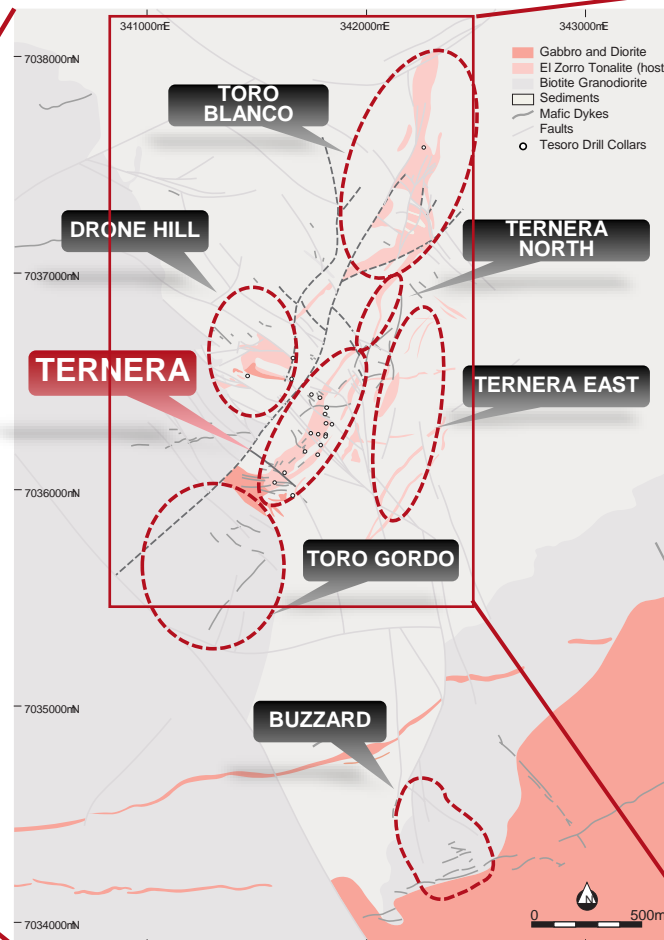 341000mE
342000mE
343000mE
7038000mN
Gabbro and Diorite
El Zorro Tonalite (host
Biotite Granodiorite
Sediments
Mafic Dykes
Faults
Tesoro Drill Collars
TORO
BLANCO
DRONE HILL
TERNERA
NORTH
7037000mN
TERNERA
TERNERA EAST
7036000mN
TORO GORDO
7035000mN
BUZZARD
7034000mN
N
0
500m